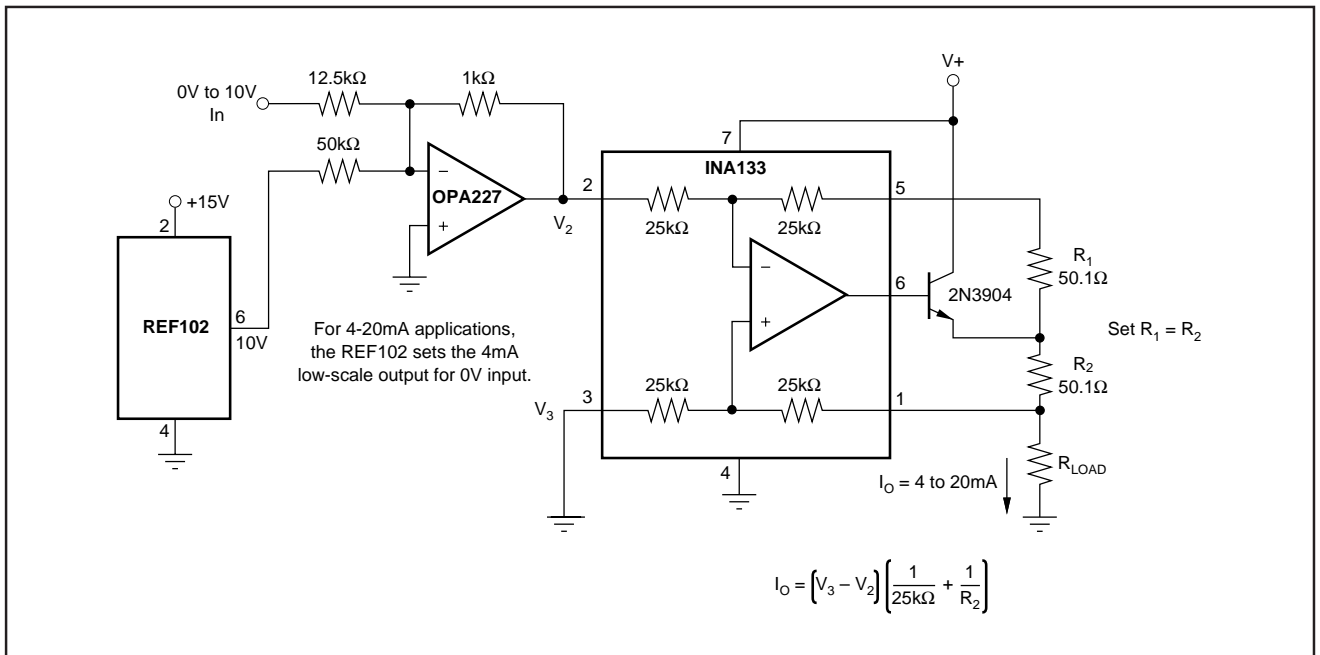 0V to 10V
In
12.5kΩ
1kΩ
50kΩ
–
+
OPA227
V2
+15V
2
REF102
6
10V
4
For 4-20mA applications,
the REF102 sets the 4mA
low-scale output for 0V input.
V+
7
INA133
2
25kΩ
25kΩ
5
–
+
6
2N3904
R1
50.1Ω
Set R1 = R2
R2
50.1Ω
V3
3
25kΩ
25kΩ
1
4
RLOAD
IO = 4 to 20mA
IO = (V3 – V2) (1/25kΩ + 1/R2)